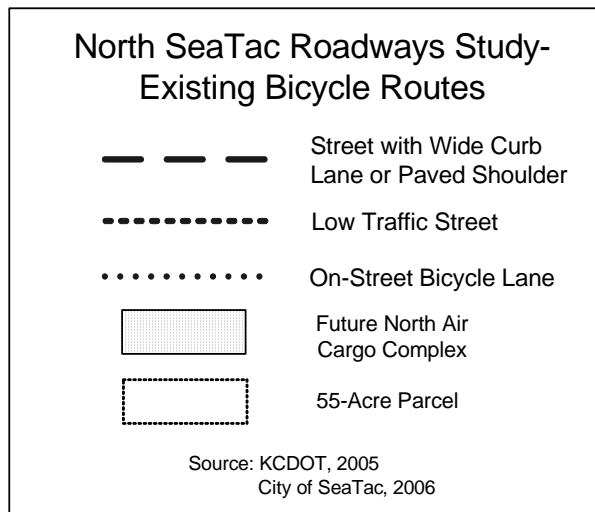 North SeaTac Roadways Study-
Existing Bicycle Routes
Street with Wide Curb
Lane or Paved Shoulder
Low Traffic Street
On-Street Bicycle Lane
Future North Air
Cargo Complex
55-Acre Parcel
Source: KCDOT, 2005
City of SeaTac, 2006